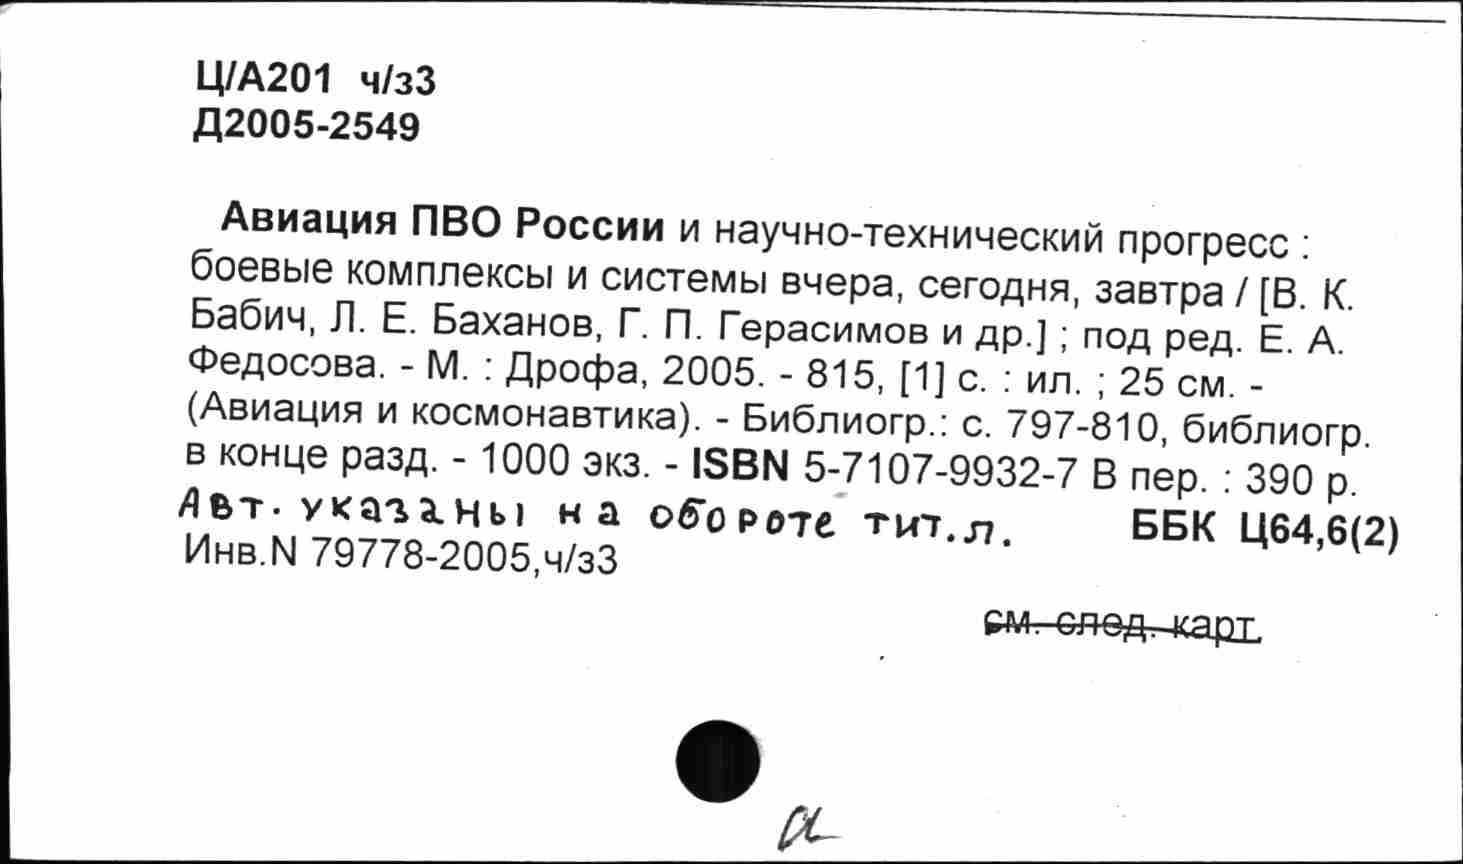 Ц/А201 ч/з3
Д2005-2549
Авиация ПВО России и научно-технический прогресс :
боевые комплексы и системы вчера, сегодня, завтра / [В. К.
Бабич, Л. Е. Баханов, Г. П. Герасимов и др.] ; под ред. Е. А.
Федосова. - М. : Дрофа, 2005. - 815, [1] с. : ил. ; 25 см. -
(Авиация и космонавтика). - Библиогр.: с. 797-810, библиогр.
в конце разд. - 1000 экз. - ISBN 5-7107-9932-7 В пер. : 390 р.
Авт. указаны на обороте тит.л. ББК Ц64,6(2)
Инв.N 79778-2005,ч/з3
см. след. карт.